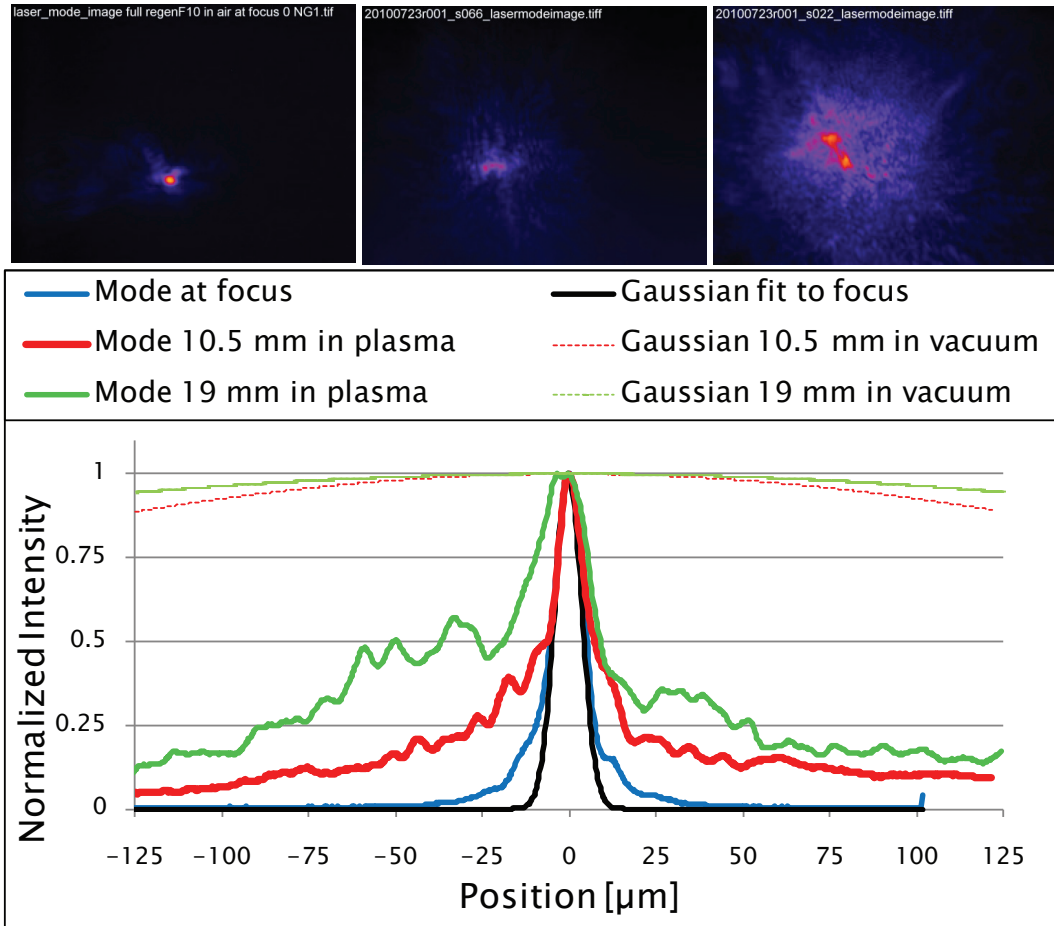 laser_mode_image full regenF10 in air at focus 0 NG1.tif
20100723r001_s066_lasermodeimage.tiff
20100723r001_s022_lasermodeimage.tiff
Mode at focus
Gaussian fit to focus
Mode 10.5 mm in plasma
Gaussian 10.5 mm in vacuum
Mode 19 mm in plasma
Gaussian 19 mm in vacuum
Normalized Intensity
1
0.75
0.5
0.25
0
−125 −100 −75 −50 −25 0 25 50 75 100 125
Position [µm]